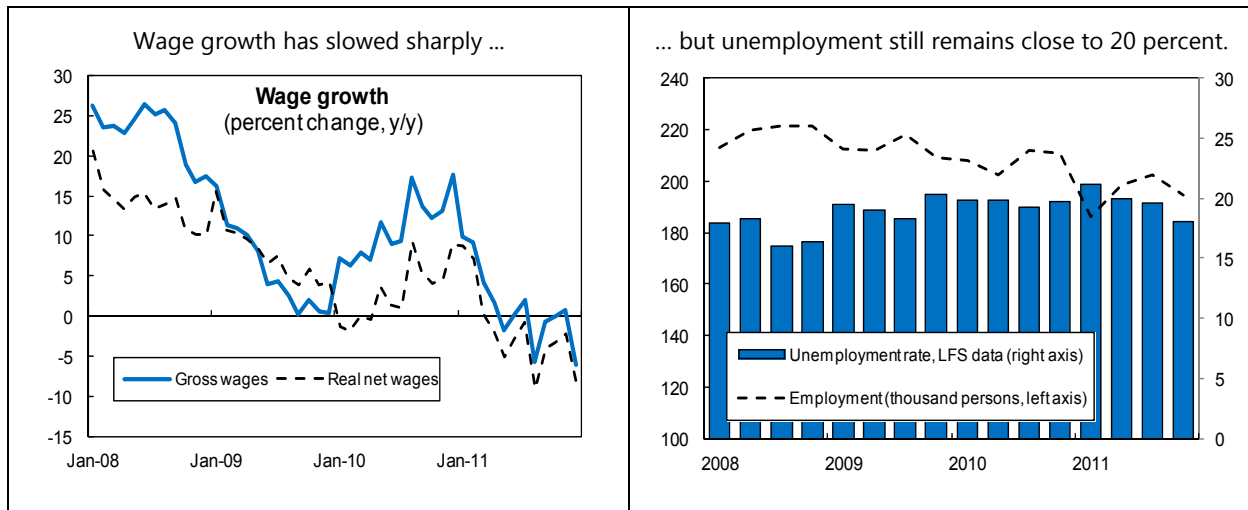 Wage growth has slowed sharply ...
Wage growth
(percent change, y/y)
30
25
20
15
10
5
0
-5
-10
-15
Gross wages
Real net wages
Jan-08
Jan-09
Jan-10
Jan-11
... but unemployment still remains close to 20 percent.
240
220
200
180
160
140
120
100
30
25
20
15
10
5
0
Unemployment rate, LFS data (right axis)
Employment (thousand persons, left axis)
2008
2009
2010
2011